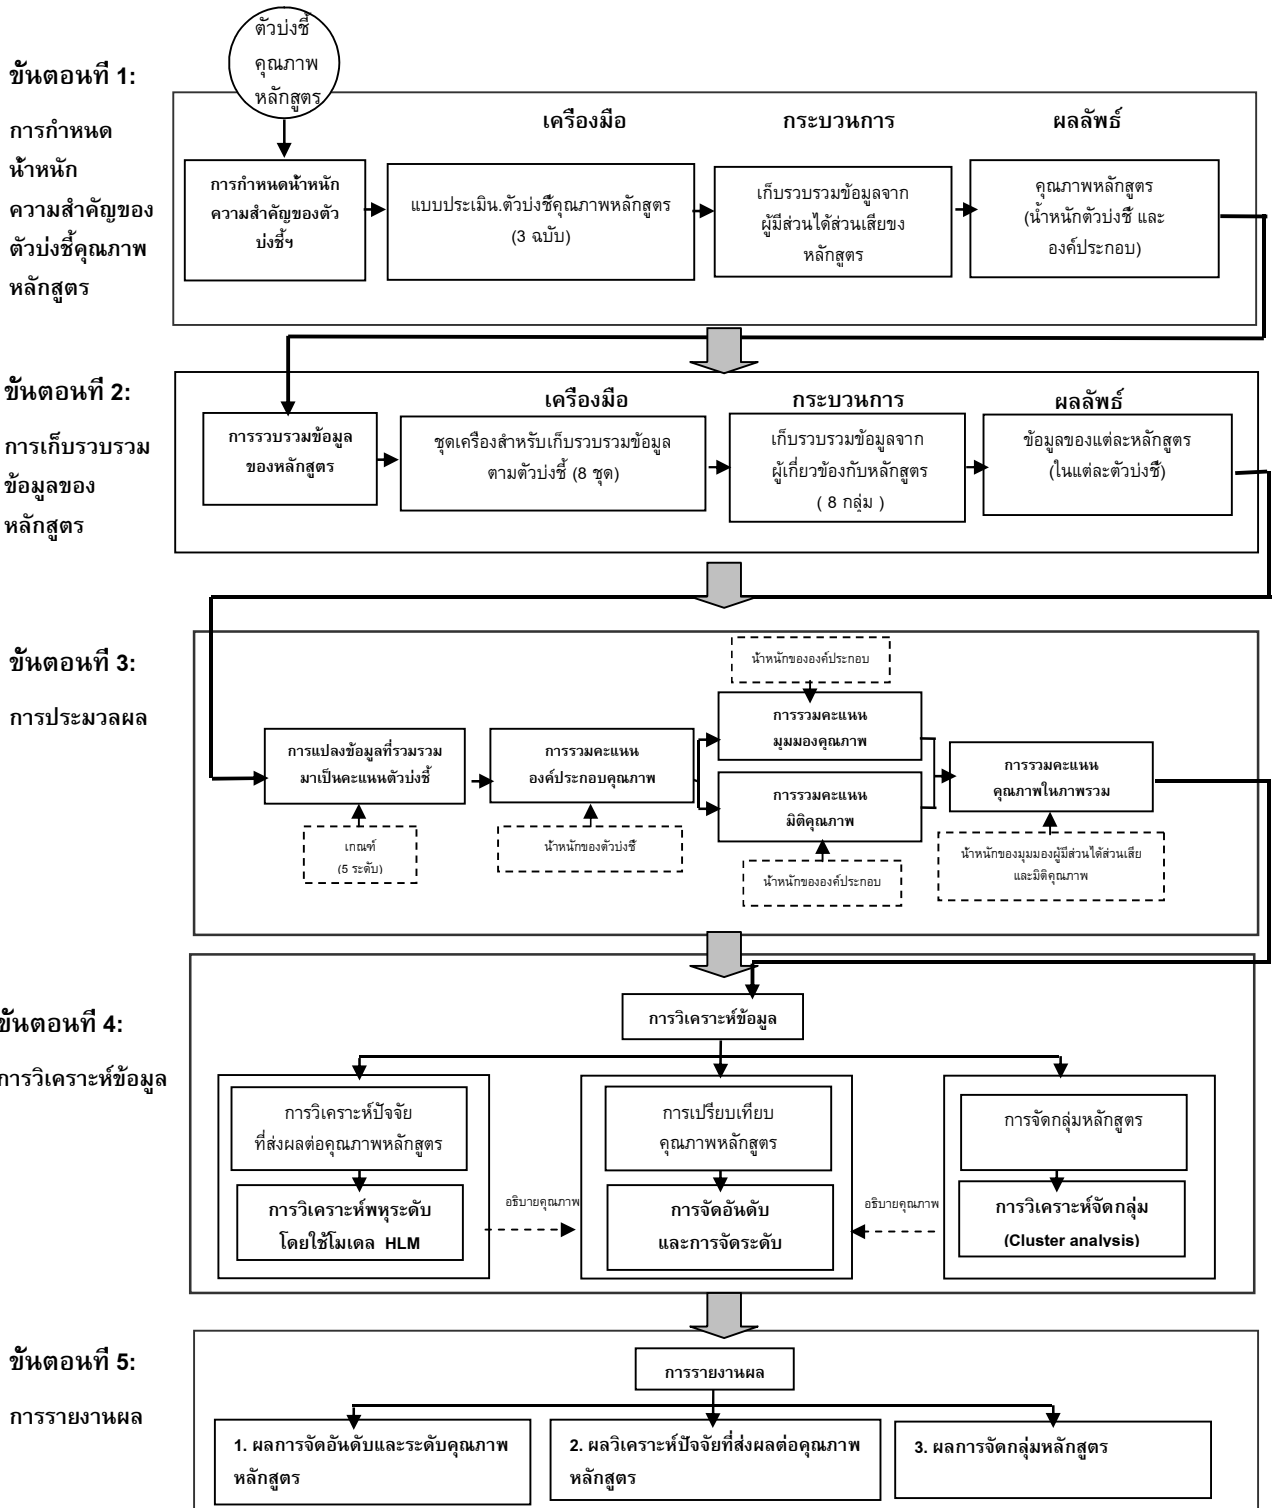 ตัวบ่งชี้
คุณภาพ
หลักสูตร
ขั้นตอนที่ 1:
การกำหนด
น้ำหนัก
ความสำคัญของ
ตัวบ่งชี้คุณภาพ
หลักสูตร
เครื่องมือ
กระบวนการ
ผลลัพธ์
การกำหนดน้ำหนัก
ความสำคัญของตัว
บ่งชี้ฯ
แบบประเมิน.ตัวบ่งชี้คุณภาพหลักสูตร
(3 ฉบับ)
เก็บรวบรวมข้อมูลจาก
ผู้มีส่วนได้ส่วนเสียขง
หลักสูตร
คุณภาพหลักสูตร
(น้ำหนักตัวบ่งชี้ และ
องค์ประกอบ)
ขั้นตอนที่ 2:
การเก็บรวบรวม
ข้อมูลของ
หลักสูตร
เครื่องมือ
กระบวนการ
ผลลัพธ์
การรวบรวมข้อมูล
ของหลักสูตร
ชุดเครื่องสำหรับเก็บรวบรวมข้อมูล
ตามตัวบ่งชี้ (8 ชุด)
เก็บรวบรวมข้อมูลจาก
ผู้เกี่ยวข้องกับหลักสูตร
( 8 กลุ่ม )
ข้อมูลของแต่ละหลักสูตร
(ในแต่ละตัวบ่งชี้)
ขั้นตอนที่ 3:
การประมวลผล
น้ำหนักขององค์ประกอบ
การแปลงข้อมูลที่รวมรวม
มาเป็นคะแนนตัวบ่งชี้
การรวมคะแนน
องค์ประกอบคุณภาพ
การรวมคะแนน
มุมมองคุณภาพ
การรวมคะแนน
มิติคุณภาพ
การรวมคะแนน
คุณภาพในภาพรวม
เกณฑ์
(5 ระดับ)
น้ำหนักของตัวบ่งชี้
น้ำหนักขององค์ประกอบ
น้ำหนักของมุมมองผู้มีส่วนได้ส่วนเสีย
และมิติคุณภาพ
ขั้นตอนที่ 4:
การวิเคราะห์ข้อมูล
การวิเคราะห์ข้อมูล
การวิเคราะห์ปัจจัย
ที่ส่งผลต่อคุณภาพหลักสูตร
การวิเคราะห์พหุระดับ
โดยใช้โมเดล HLM
อธิบายคุณภาพ
การเปรียบเทียบ
คุณภาพหลักสูตร
การจัดอันดับ
และการจัดระดับ
อธิบายคุณภาพ
การจัดกลุ่มหลักสูตร
การวิเคราะห์จัดกลุ่ม
(Cluster analysis)
ขั้นตอนที่ 5:
การรายงานผล
การรายงานผล
1. ผลการจัดอันดับและระดับคุณภาพ
หลักสูตร
2. ผลวิเคราะห์ปัจจัยที่ส่งผลต่อคุณภาพ
หลักสูตร
3. ผลการจัดกลุ่มหลักสูตร